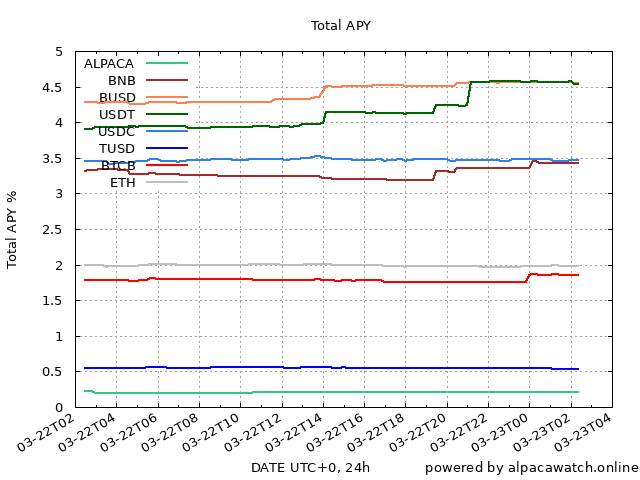 Total APY
Total APY %
5
4.5
4
3.5
3
2.5
2
1.5
1
0.5
0
ALPACA
BNB
BUSD
USDT
USDC
TUSD
BTCB
ETH
03-22T02
03-22T04
03-22T06
03-22T08
03-22T10
03-22T12
03-22T14
03-22T16
03-22T18
03-22T20
03-22T22
03-23T00
03-23T02
03-23T04
DATE UTC+0, 24h
powered by alpacawatch.online